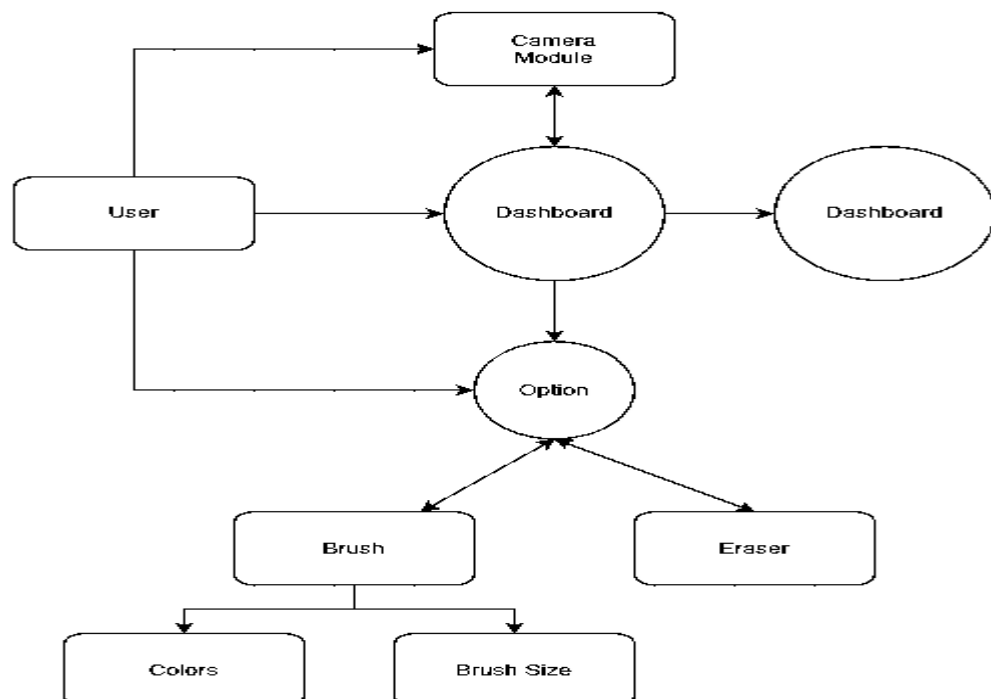 Camera
Module
User
Dashboard
Dashboard
Option
Brush
Eraser
Colors
Brush Size